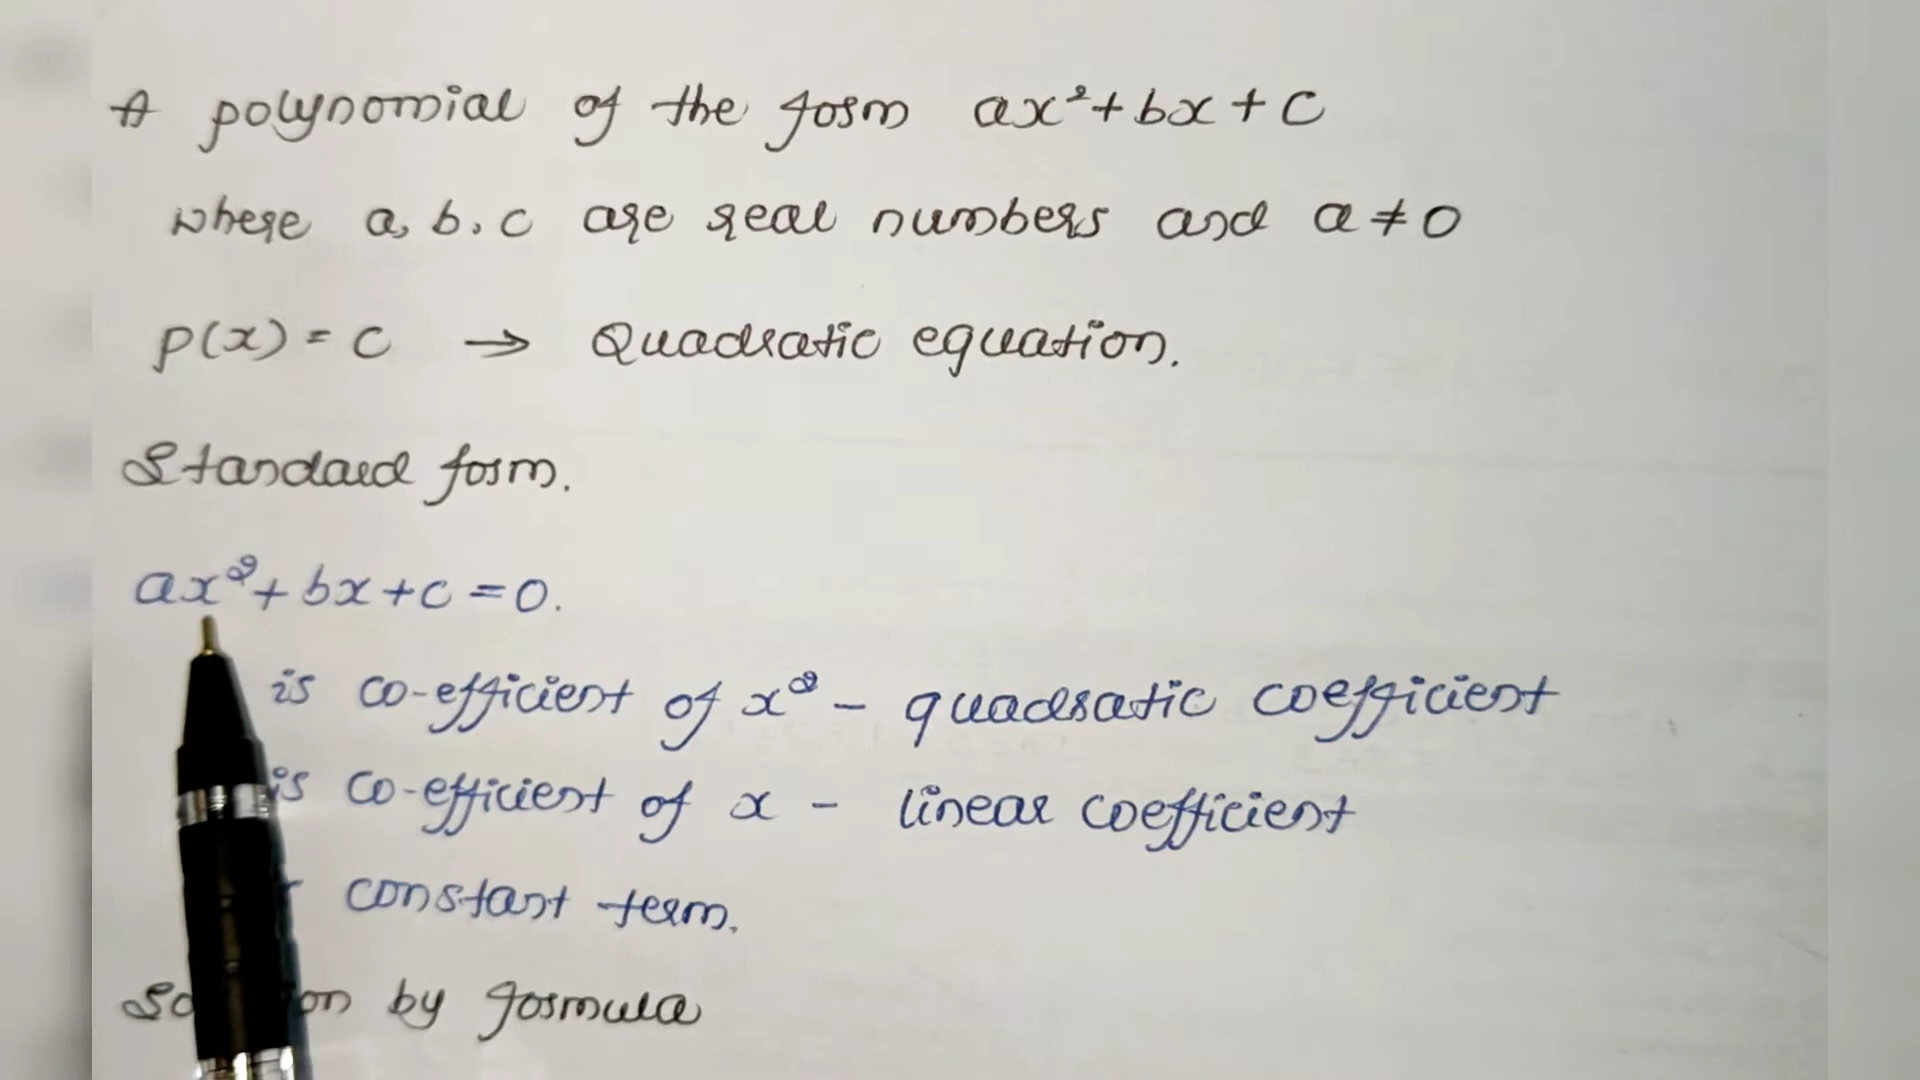 A polynomial of the form ax²+bx+c
where a, b, c are real numbers and a≠0
p(x) = c → Quadratic equation.
Standard form.
ax²+bx+c=0.
is co-efficient of x² - quadratic coefficient
is co-efficient of x - linear coefficient
constant term.
by formula